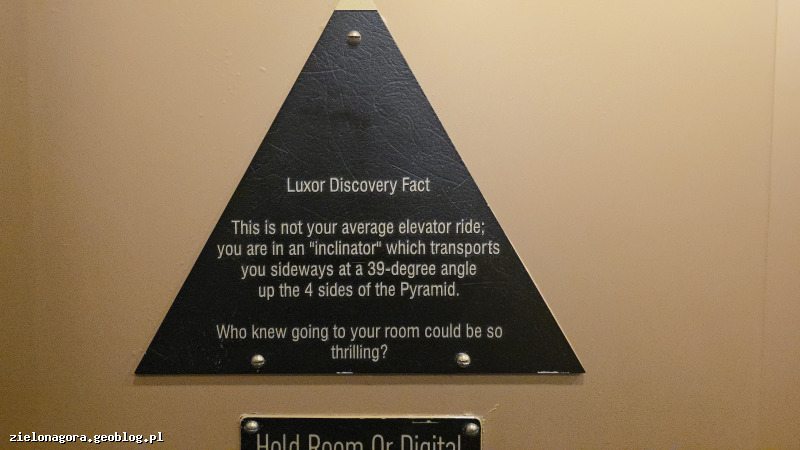 Luxor Discovery Fact
This is not your average elevator ride;
you are in an "inclinator" which transports
you sideways at a 39-degree angle
up the 4 sides of the Pyramid.
Who knew going to your room could be so
thrilling?
Hold Room Or Digital
zielonagora.geoblog.pl